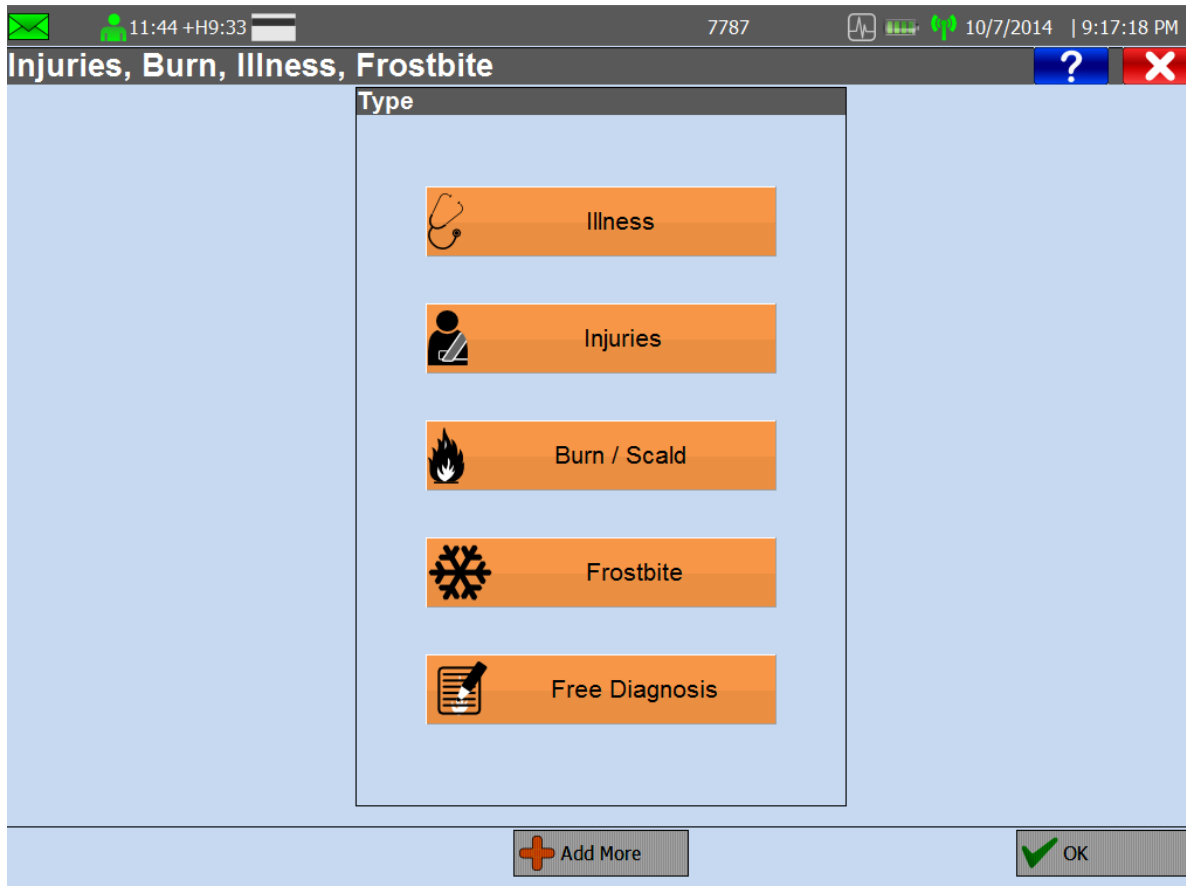 11:44 +H9:33 7787 10/7/2014 | 9:17:18 PM
Injuries, Burn, Illness, Frostbite ? X
Type
Illness
Injuries
Burn / Scald
Frostbite
Free Diagnosis
Add More OK